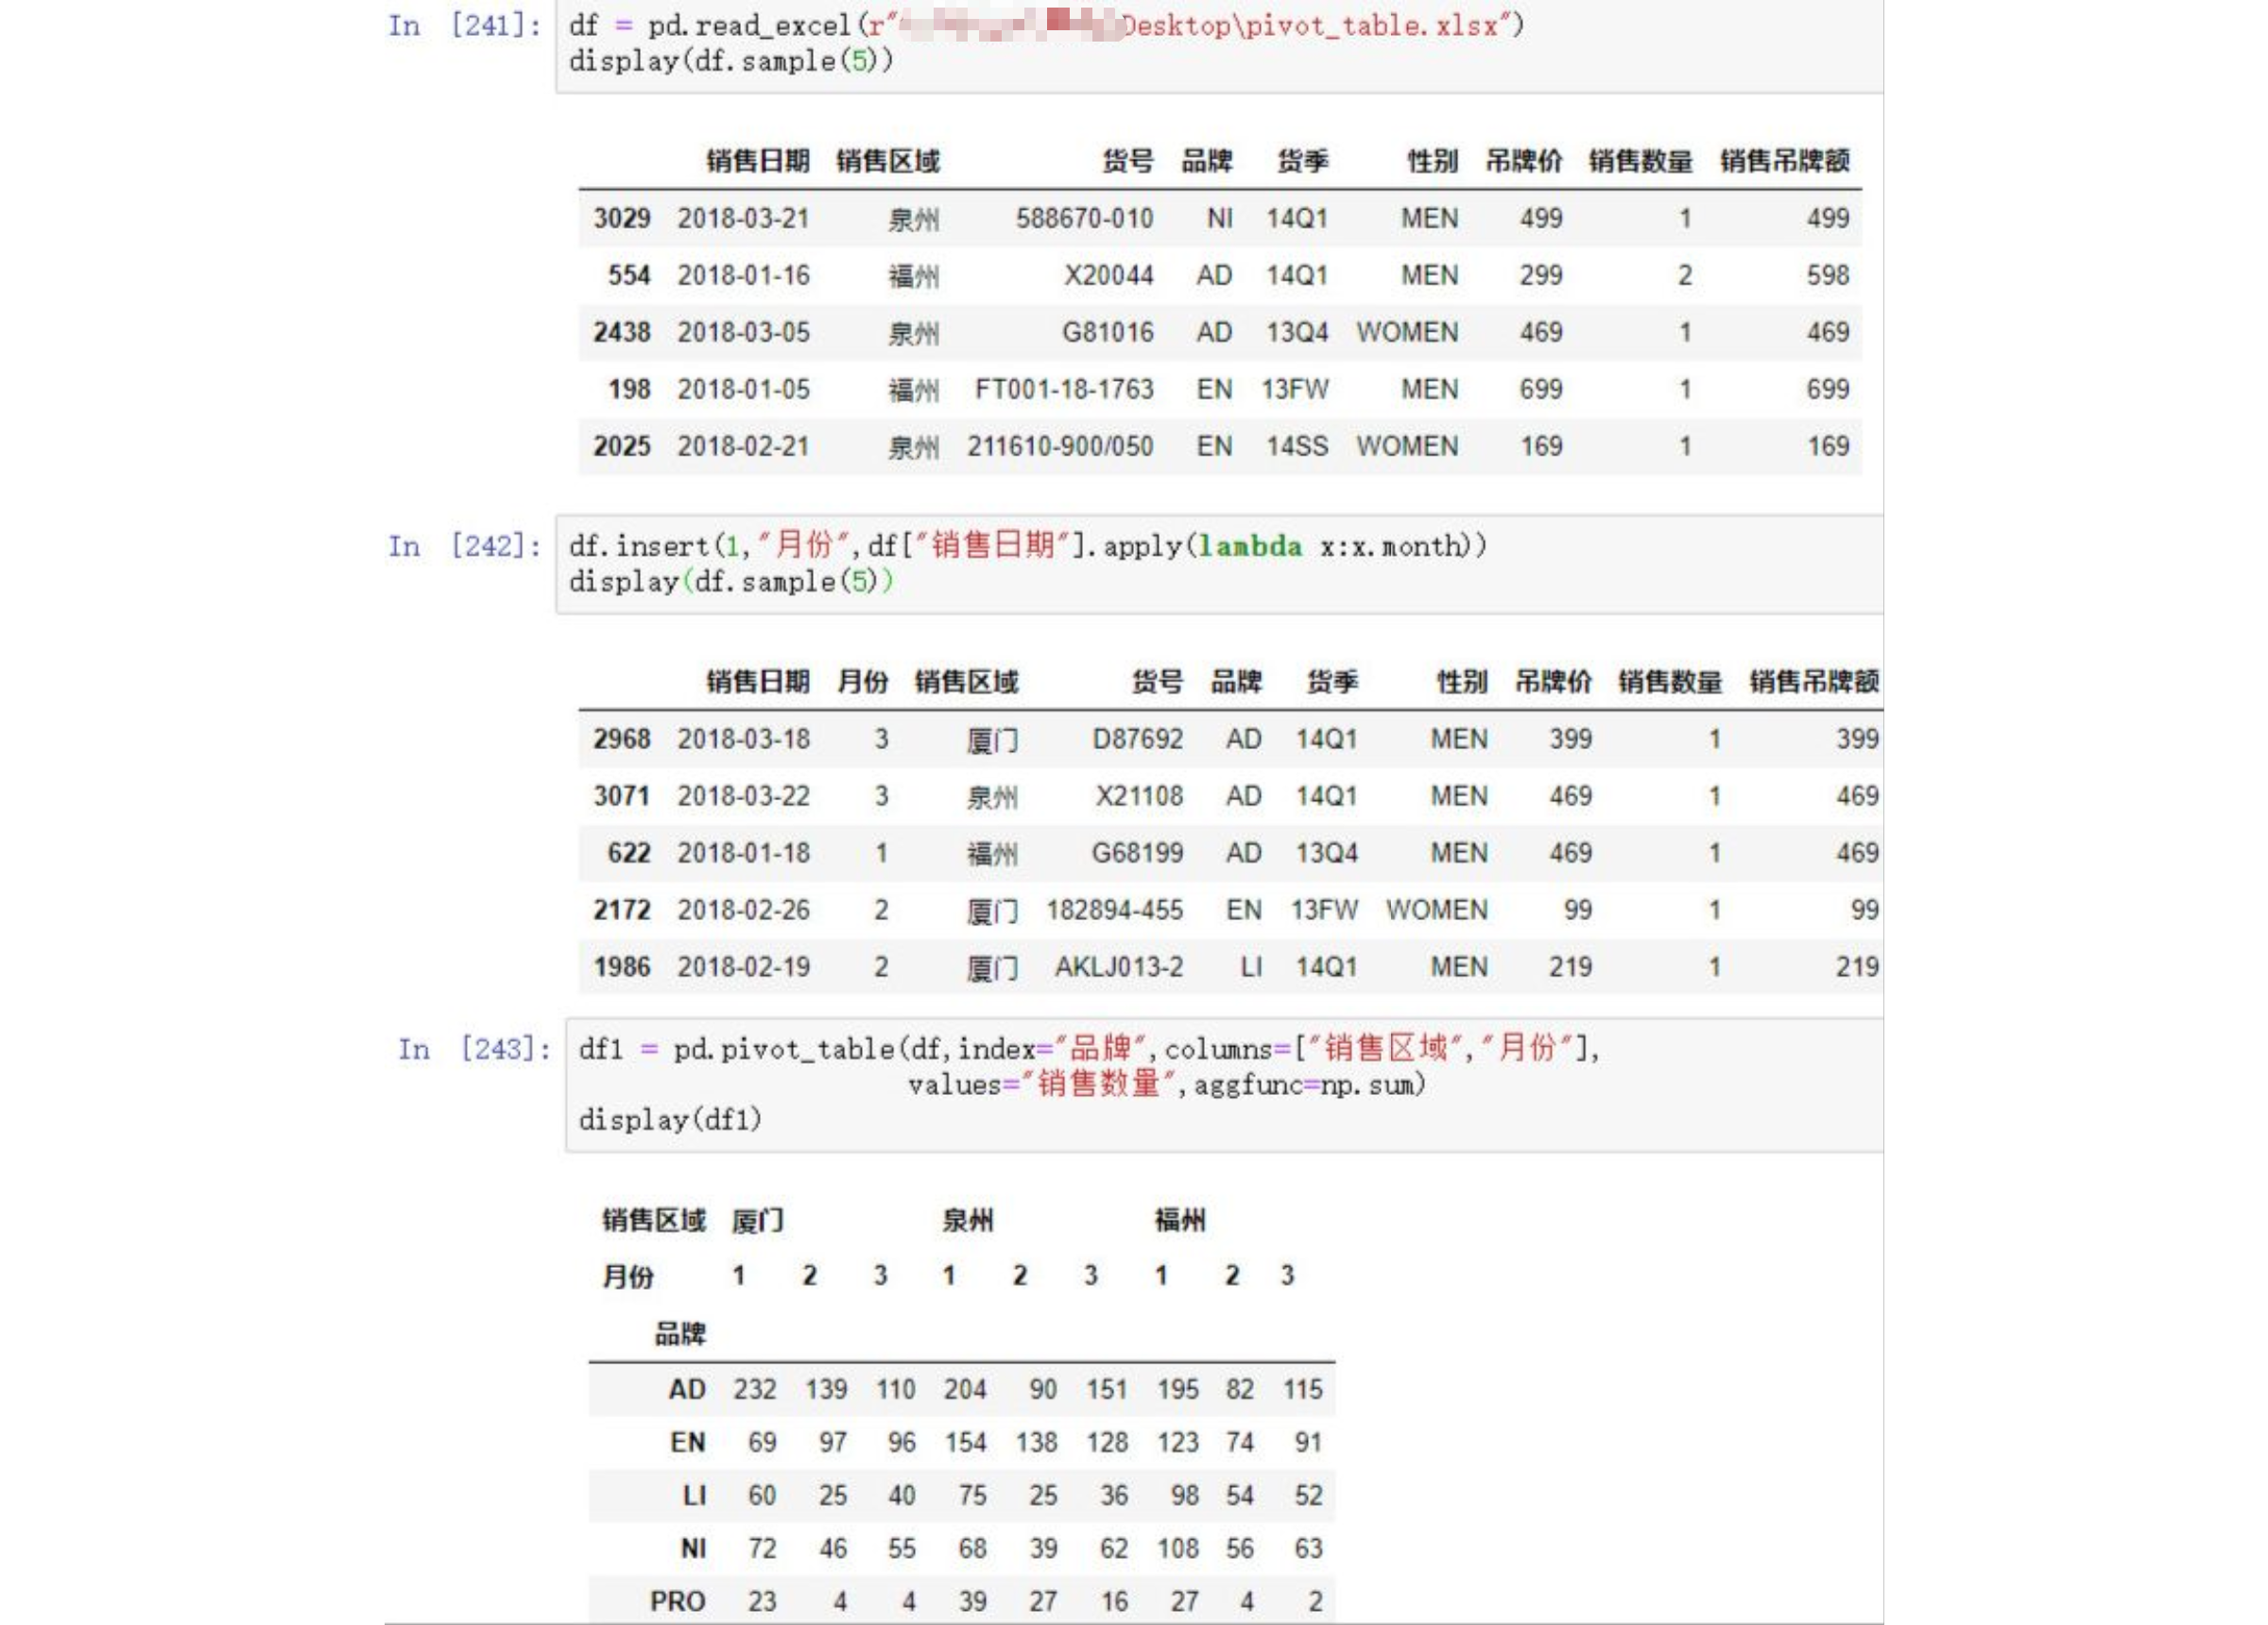 In [241]: df = pd.read_excel(r"Desktop\pivot_table.xlsx")
display(df.sample(5))
销售日期 销售区域 货号 品牌 货季 性别 吊牌价 销售数量 销售吊牌额
3029 2018-03-21 泉州 588670-010 NI 14Q1 MEN 499 1 499
554 2018-01-16 福州 X20044 AD 14Q1 MEN 299 2 598
2438 2018-03-05 泉州 G81016 AD 13Q4 WOMEN 469 1 469
198 2018-01-05 福州 FT001-18-1763 EN 13FW MEN 699 1 699
2025 2018-02-21 泉州 211610-900/050 EN 14SS WOMEN 169 1 169
In [242]: df.insert(1,"月份",df["销售日期"].apply(lambda x:x.month))
display(df.sample(5))
销售日期 月份 销售区域 货号 品牌 货季 性别 吊牌价 销售数量 销售吊牌额
2968 2018-03-18 3 厦门 D87692 AD 14Q1 MEN 399 1 399
3071 2018-03-22 3 泉州 X21108 AD 14Q1 MEN 469 1 469
622 2018-01-18 1 福州 G68199 AD 13Q4 MEN 469 1 469
2172 2018-02-26 2 厦门 182894-455 EN 13FW WOMEN 99 1 99
1986 2018-02-19 2 厦门 AKLJ013-2 LI 14Q1 MEN 219 1 219
In [243]: df1 = pd.pivot_table(df,index="品牌",columns=["销售区域","月份"],
values="销售数量",aggfunc=np.sum)
display(df1)
销售区域 厦门 泉州 福州
月份 1 2 3 1 2 3 1 2 3
品牌
AD 232 139 110 204 90 151 195 82 115
EN 69 97 96 154 138 128 123 74 91
LI 60 25 40 75 25 36 98 54 52
NI 72 46 55 68 39 62 108 56 63
PRO 23 4 4 39 27 16 27 4 2